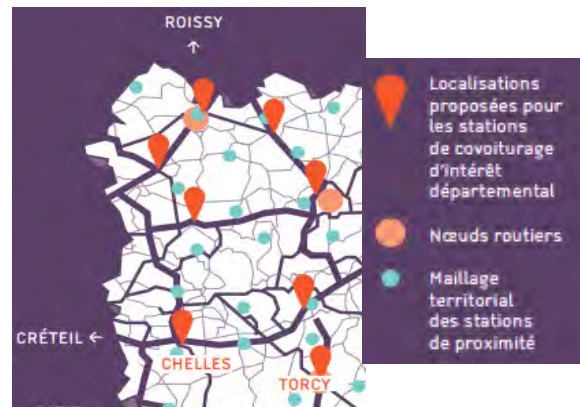 ROISSY
↑
CRÉTEIL ←
CHELLES
TORCY
Localisations
proposées pour
les stations
de covoiturage
d'intérêt
départemental
Nœuds routiers
Maillage
territorial
des stations
de proximité